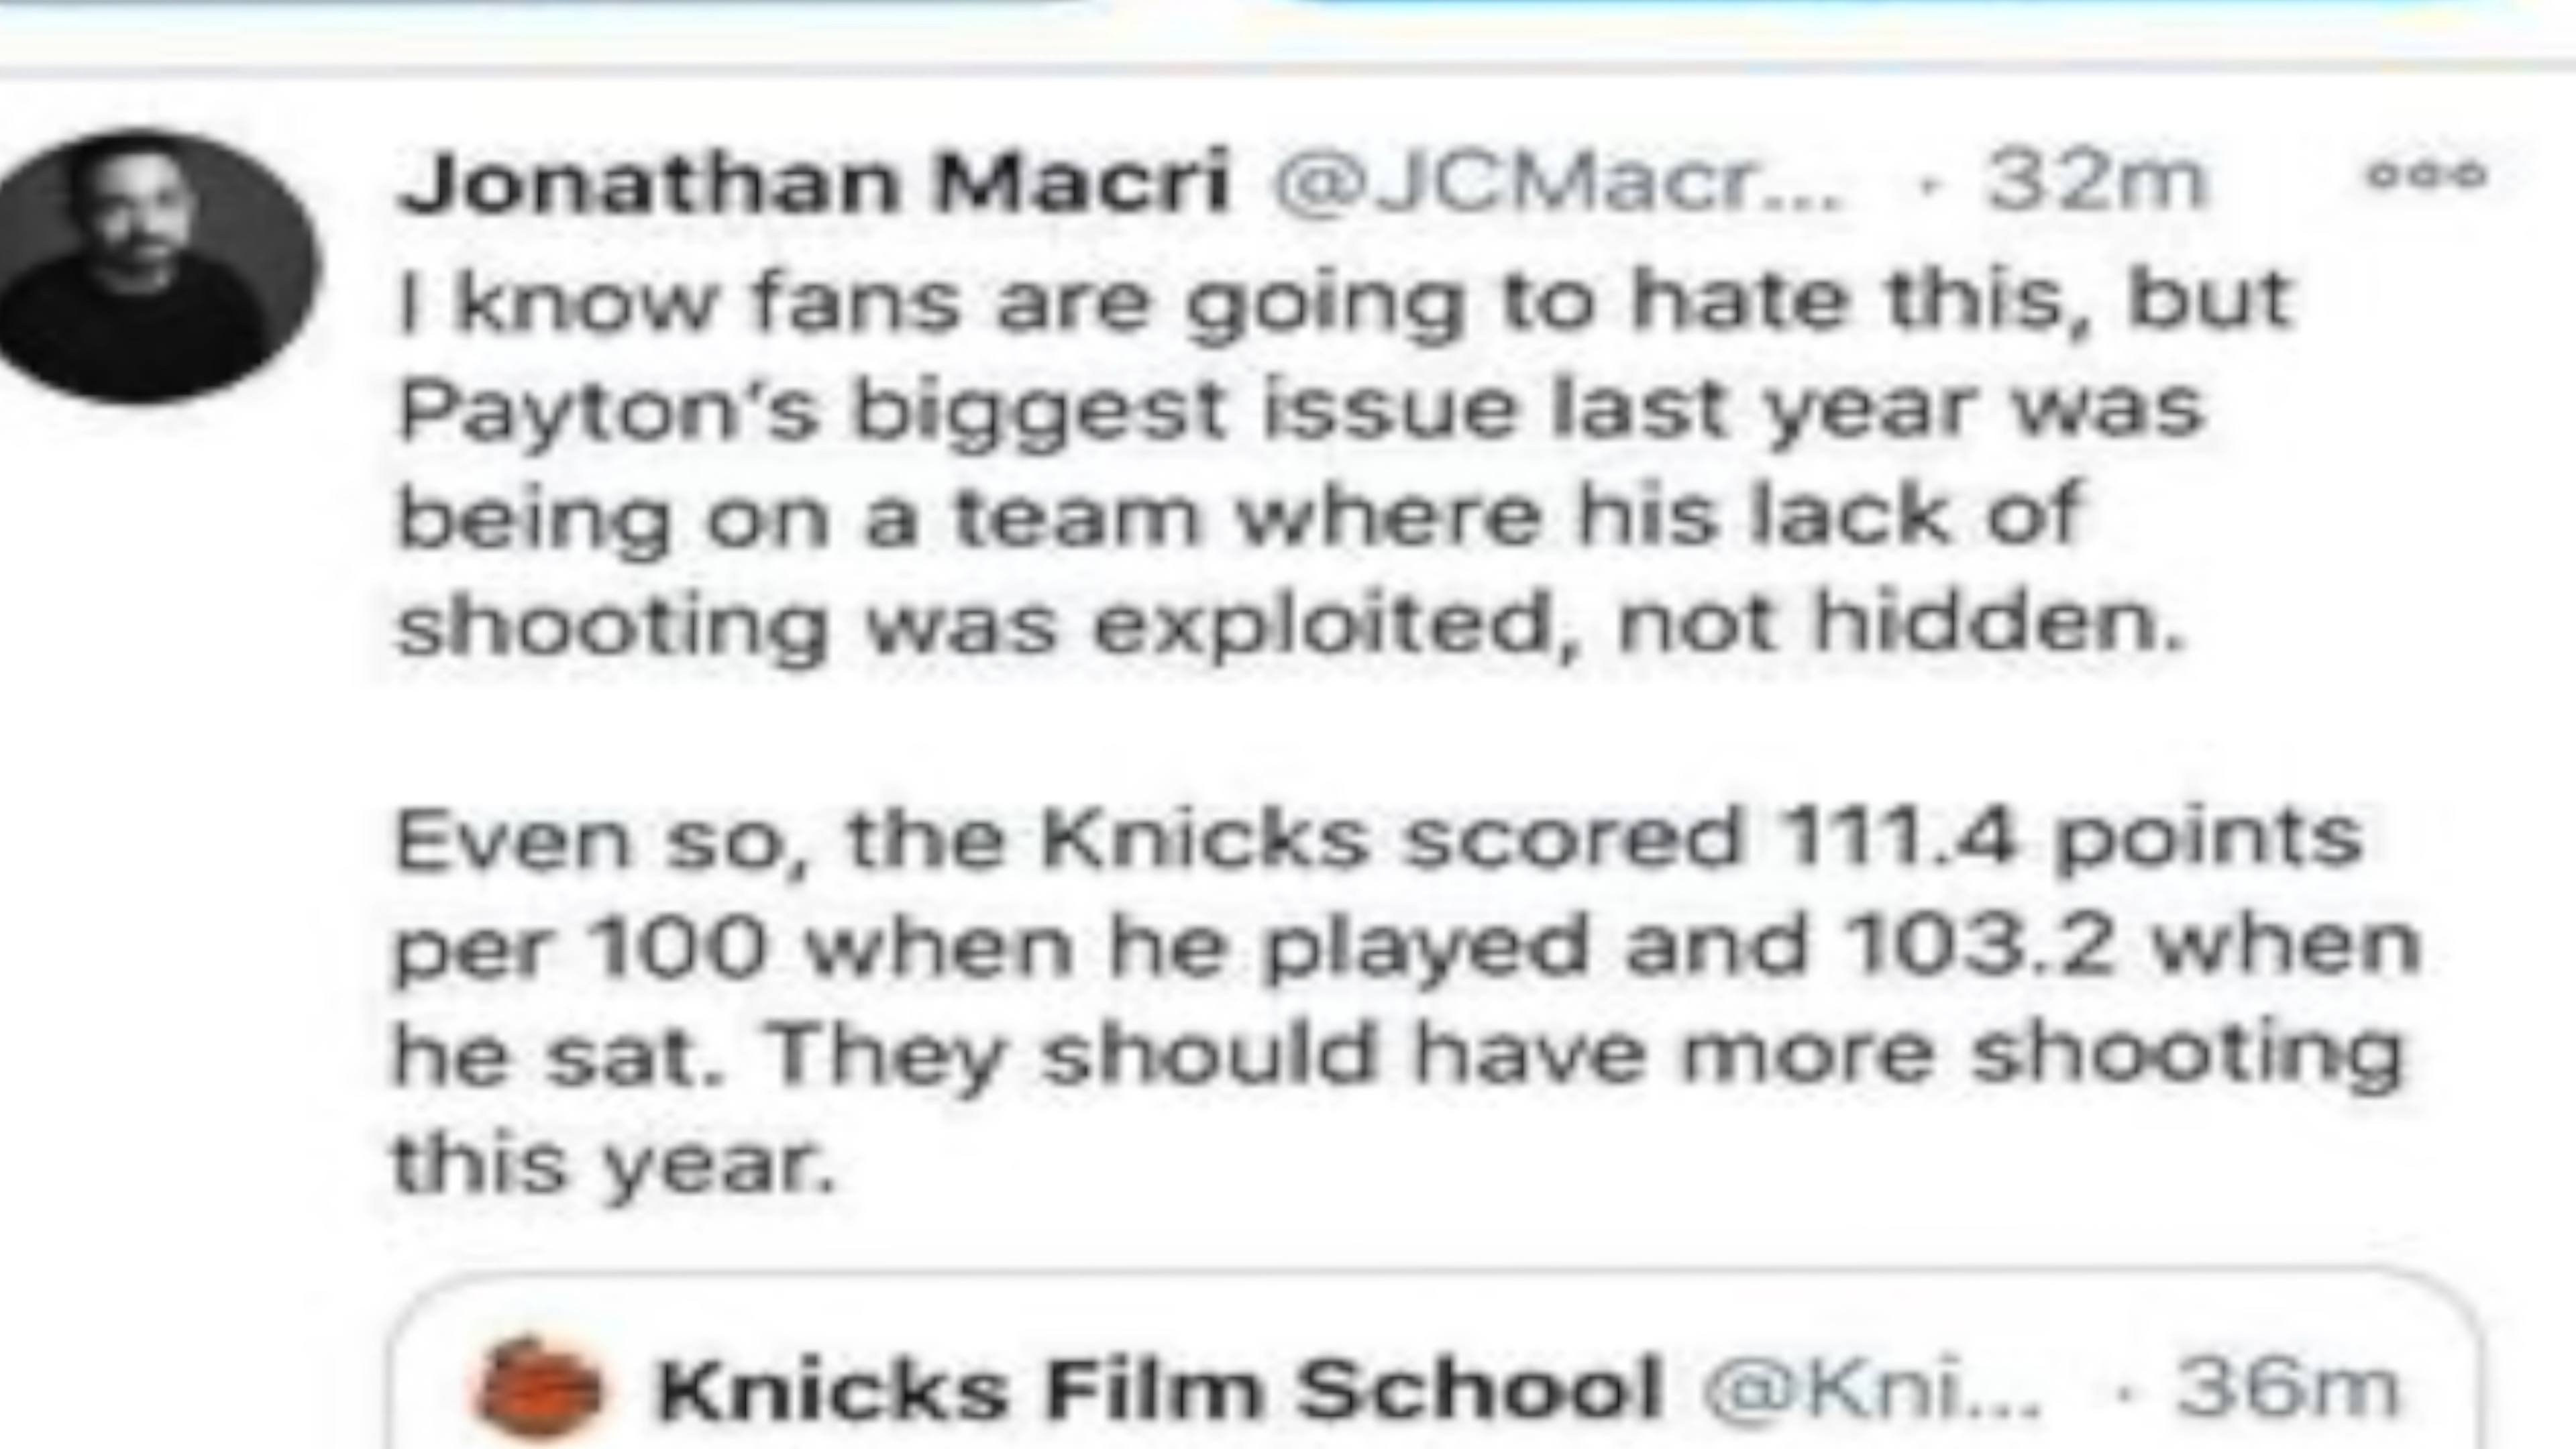 Jonathan Macri @JCMacr... · 32m
I know fans are going to hate this, but
Payton's biggest issue last year was
being on a team where his lack of
shooting was exploited, not hidden.
Even so, the Knicks scored 111.4 points
per 100 when he played and 103.2 when
he sat. They should have more shooting
this year.
Knicks Film School @Kni... · 36m